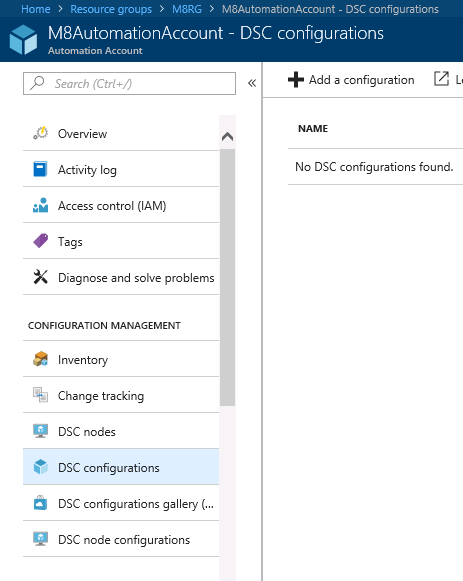 Home > Resource groups > M8RG > M8AutomationAccount - DSC configurations
M8AutomationAccount - DSC configurations
Automation Account
Search (Ctrl+/)
« 
Add a configuration
Overview
Activity log
Access control (IAM)
Tags
Diagnose and solve problems
CONFIGURATION MANAGEMENT
Inventory
Change tracking
DSC nodes
DSC configurations
DSC configurations gallery (...
DSC node configurations
NAME
No DSC configurations found.